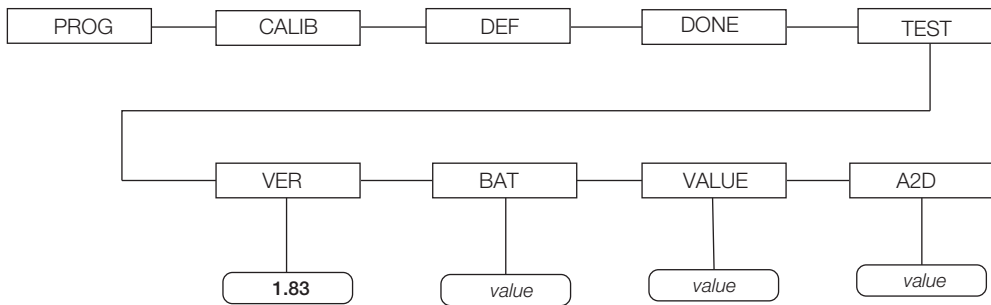 PROG CALIB DEF DONE TEST
VER BAT VALUE A2D
1.83 value value value